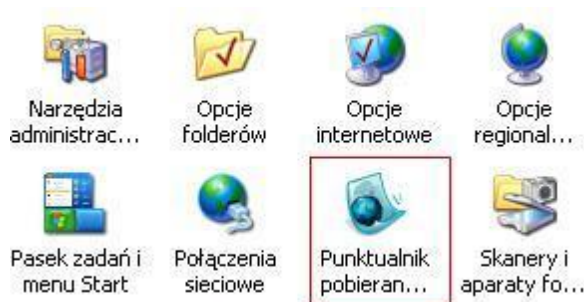 Narzędzia
administrac...
Opcje
folderów
Opcje
internetowe
Opcje
regional...
Pasek zadań i
menu Start
Połączenia
sieciowe
Punktualnik
pobieran...
Skanery i
aparaty fo...